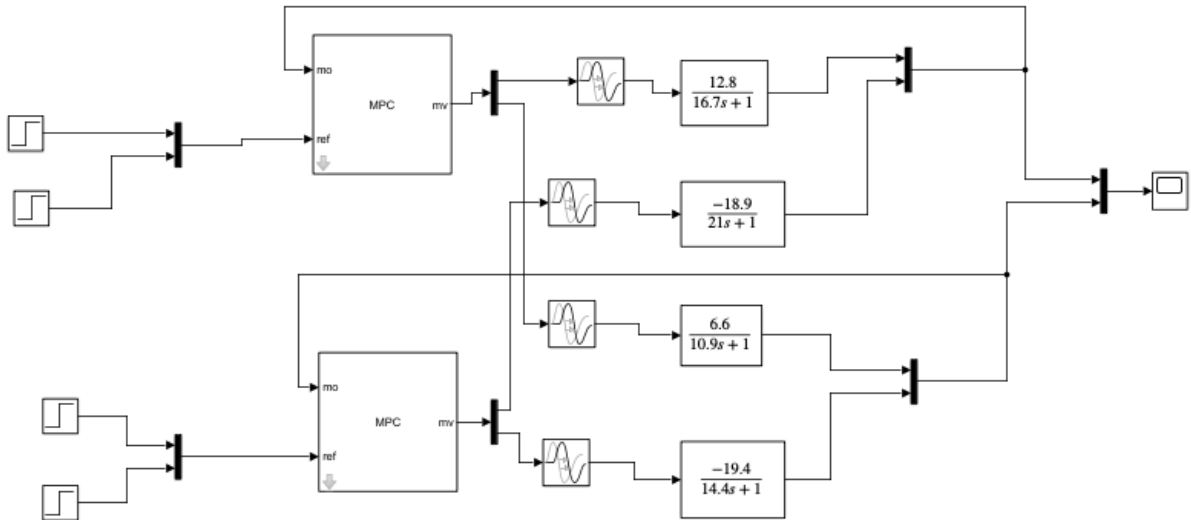 mo
MPC
mv
ref
12.8
16.7s + 1
−18.9
21s + 1
6.6
10.9s + 1
mo
MPC
mv
ref
−19.4
14.4s + 1